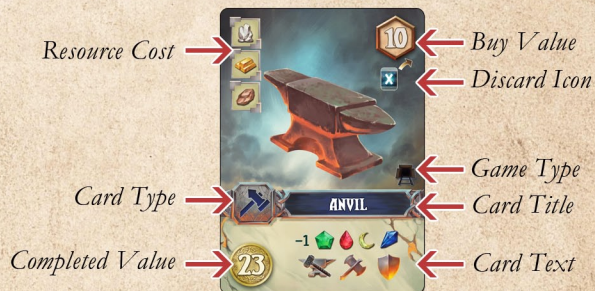 Resource Cost
10
Buy Value
X
Discard Icon
Game Type
Card Type
ANVIL
Card Title
-1
Completed Value
23
Card Text